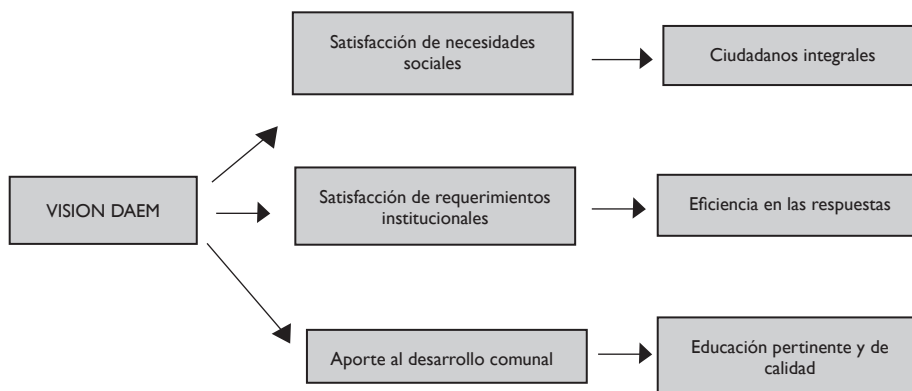 Satisfacción de necesidades
sociales
Ciudadanos integrales
VISION DAEM
Satisfacción de requerimientos
institucionales
Eficiencia en las respuestas
Aporte al desarrollo comunal
Educación pertinente y de
calidad